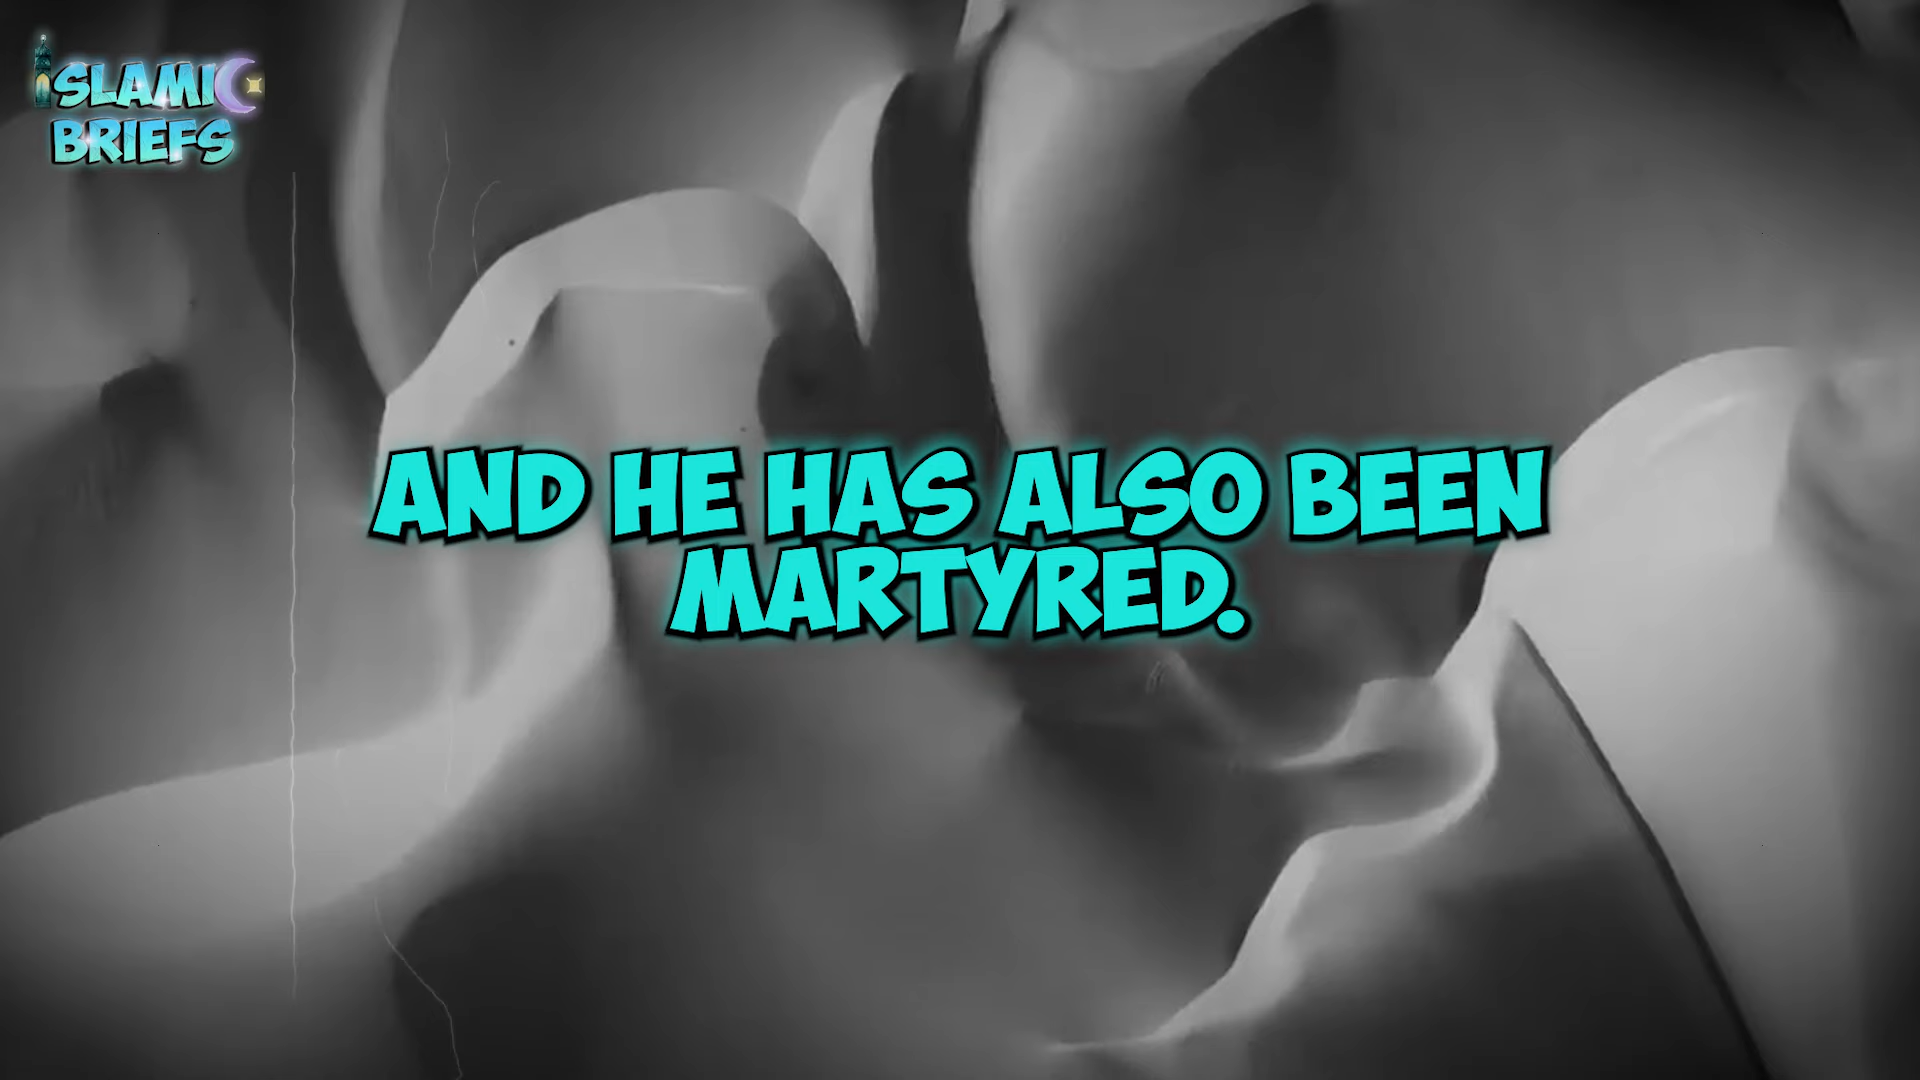 ISLAMIC
BRIEFS
AND HE HAS ALSO BEEN
MARTYRED.